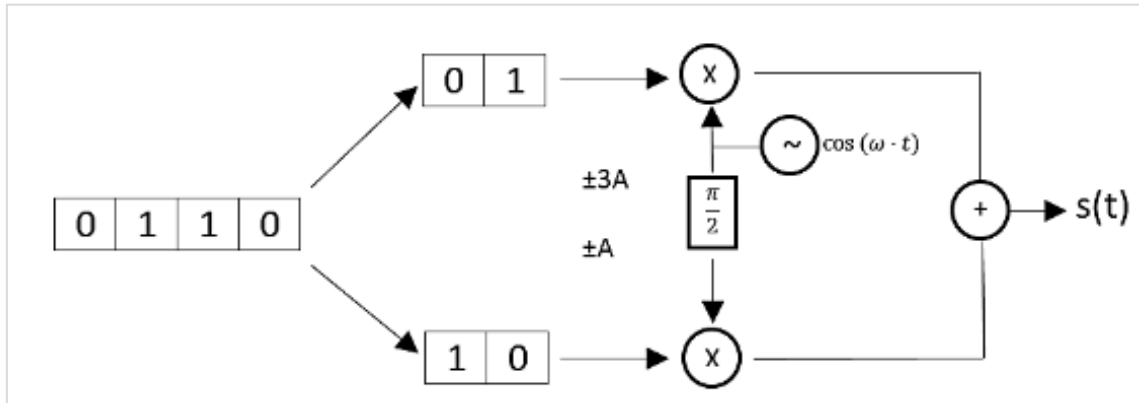 0 1
X
~ cos (ω · t)
±3A
π
2
0 1 1 0
+
s(t)
±A
1 0
X